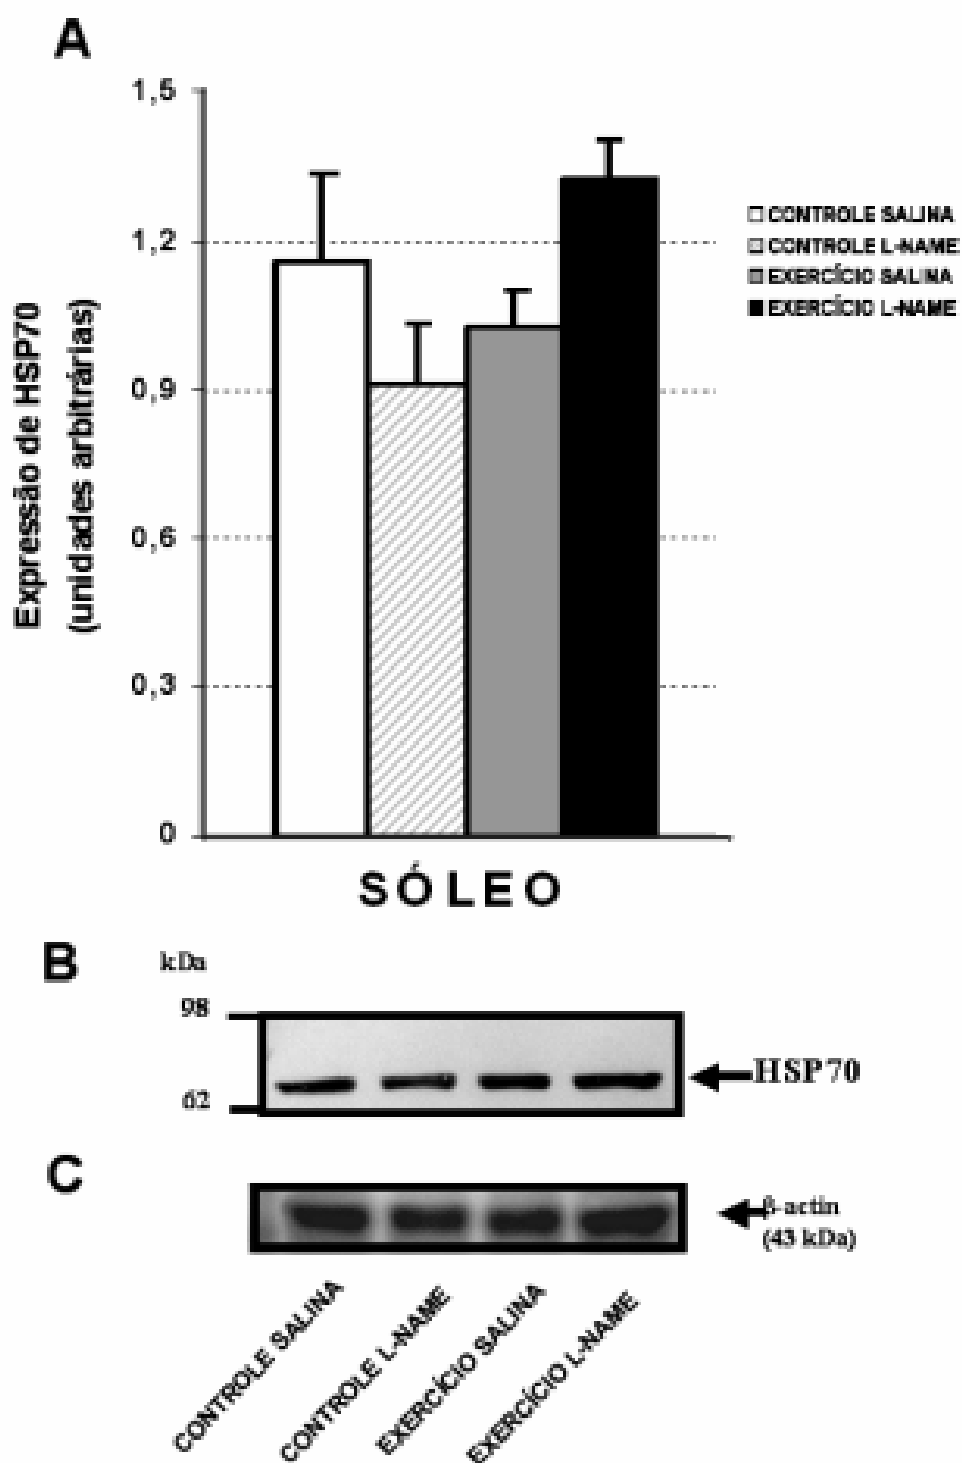 A
1,5
1,2
0,9
0,6
0,3
0
Expressão de HSP70
(unidades arbitrárias)
CONTROLE SALINA
CONTROLE L-NAME
EXERCÍCIO SALINA
EXERCÍCIO L-NAME
SÓLEO
B
kDa
98
62
HSP70
C
β-actin
(43 kDa)
CONTROLE SALINA
CONTROLE L-NAME
EXERCÍCIO SALINA
EXERCÍCIO L-NAME